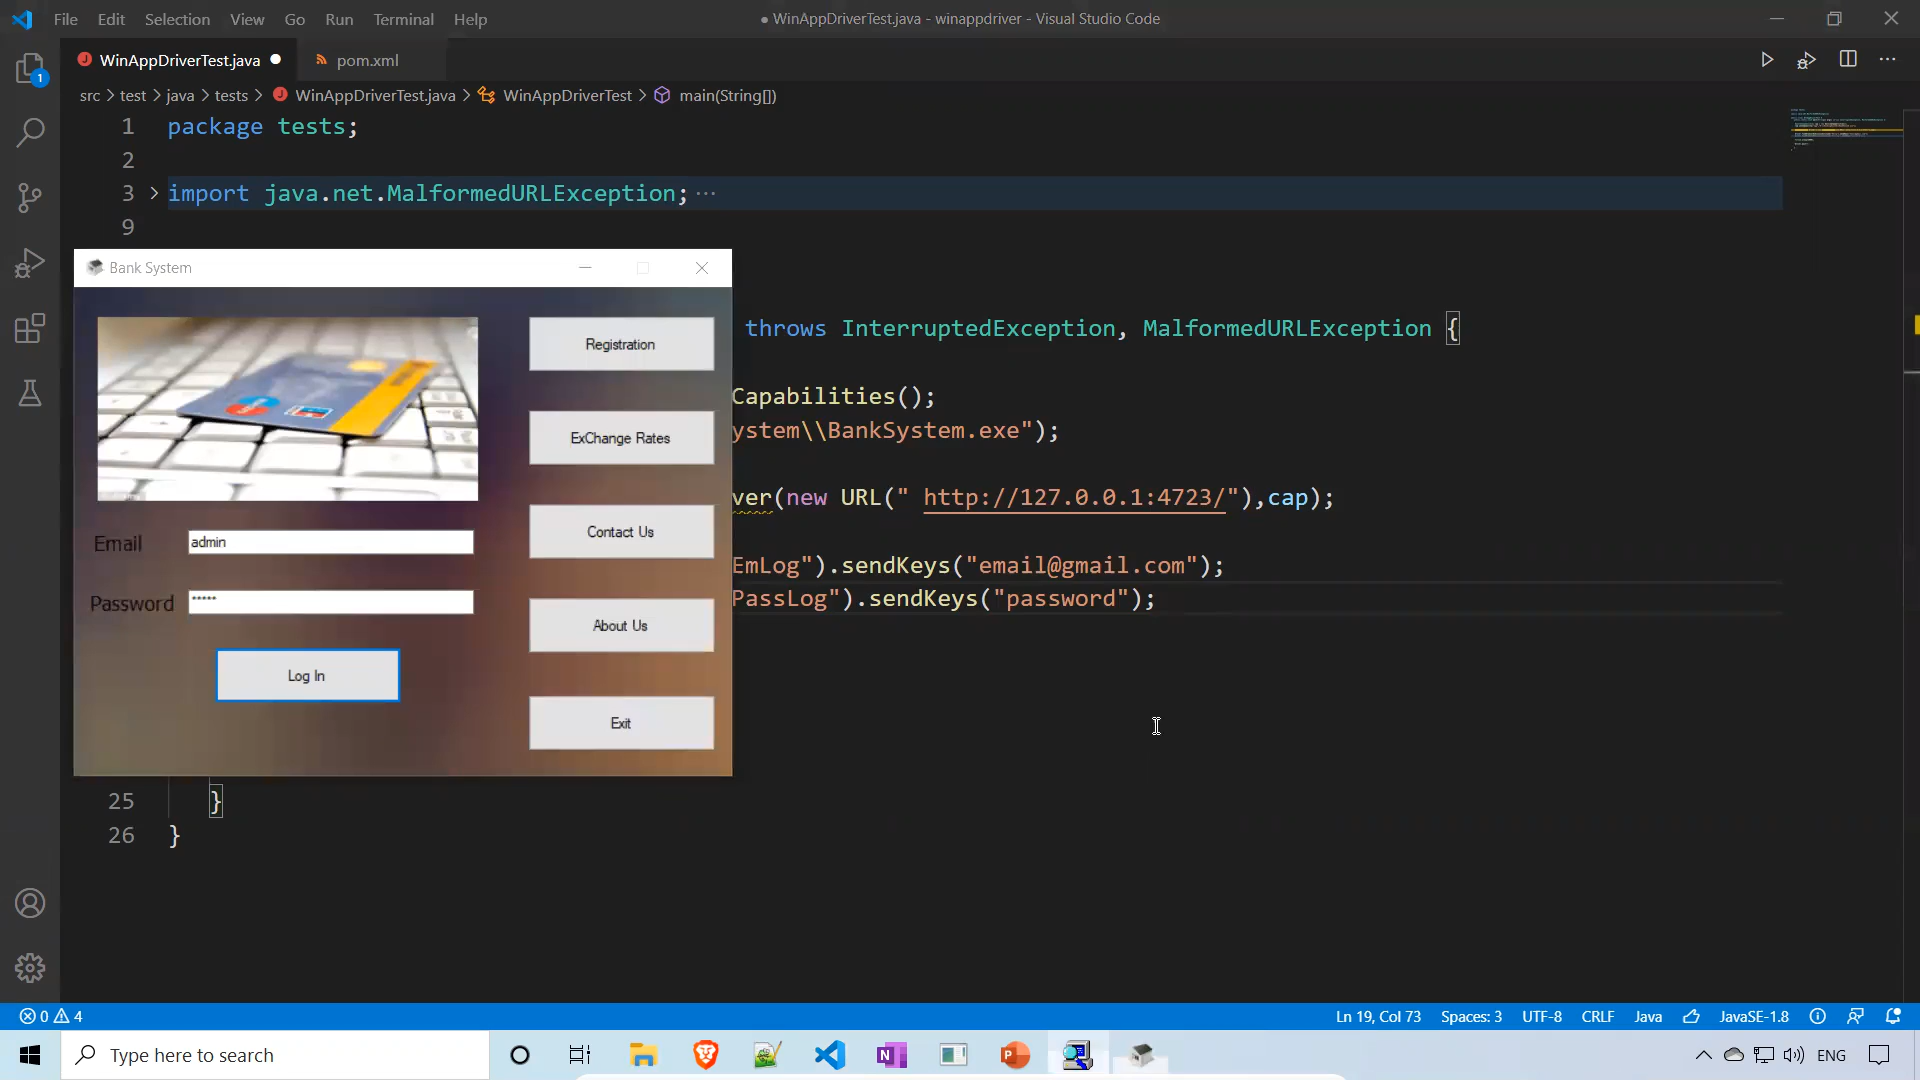 File Edit Selection View Go Run Terminal Help
● WinAppDriverTest.java - winappdriver - Visual Studio Code
WinAppDriverTest.java ●
pom.xml
src > test > java > tests > WinAppDriverTest.java > WinAppDriverTest > main(String[])
1 package tests;
2
3 > import java.net.MalformedURLException; ···
9
throws InterruptedException, MalformedURLException {
Capabilities();
ystem\\BankSystem.exe");
ver(new URL(" http://127.0.0.1:4723/"),cap);
EmLog").sendKeys("email@gmail.com");
PassLog").sendKeys("password");
25 }
26 }
Bank System
Registration
ExChange Rates
Contact Us
About Us
Exit
Email admin
Password *****
Log In
1
0 4
Ln 19, Col 73 Spaces: 3 UTF-8 CRLF Java JavaSE-1.8
Type here to search
ENG